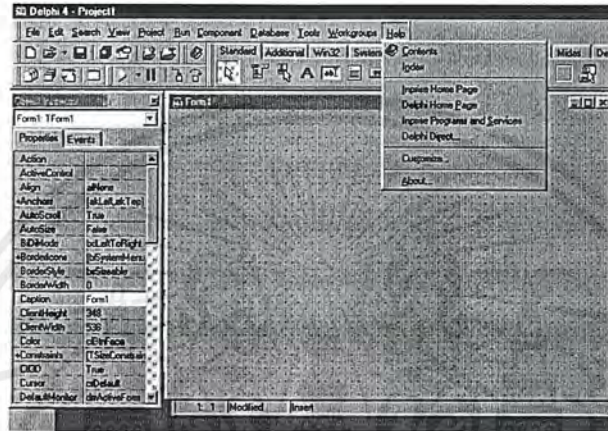 Delphi 4 - Project1
File Edit Search View Project Run Component Database Tools Workgroups Help
Standard Additional Win32 System
Midas
Contents
Index
Inprise Home Page
Delphi Home Page
Inprise Programs and Services
Delphi Direct...
Customize...
About...
Form1: TForm1
Properties Events
Action
ActiveControl
Align alNone
+Anchors [akLeft,akTop]
AutoScroll True
AutoSize False
BiDiMode bdLeftToRight
+BorderIcons [biSystemMenu
BorderStyle bsSizeable
BorderWidth 0
Caption Form1
ClientHeight 348
ClientWidth 536
Color clBtnFace
+Constraints (TSizeConstrain
Ctl3D True
Cursor crDefault
DefaultMonitor dmActiveForm
Form1
1: 1 Modified Insert